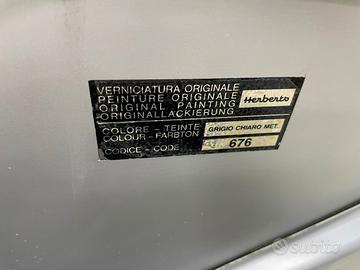 VERNICIATURA ORIGINALE
PEINTURE ORIGINALE
ORIGINAL PAINTING
ORIGINALLACKIERUNG
Herberto
COLORE - TEINTE
COLOUR - FARBTON
GRIGIO CHIARO MET.
CODICE - CODE
676
subito